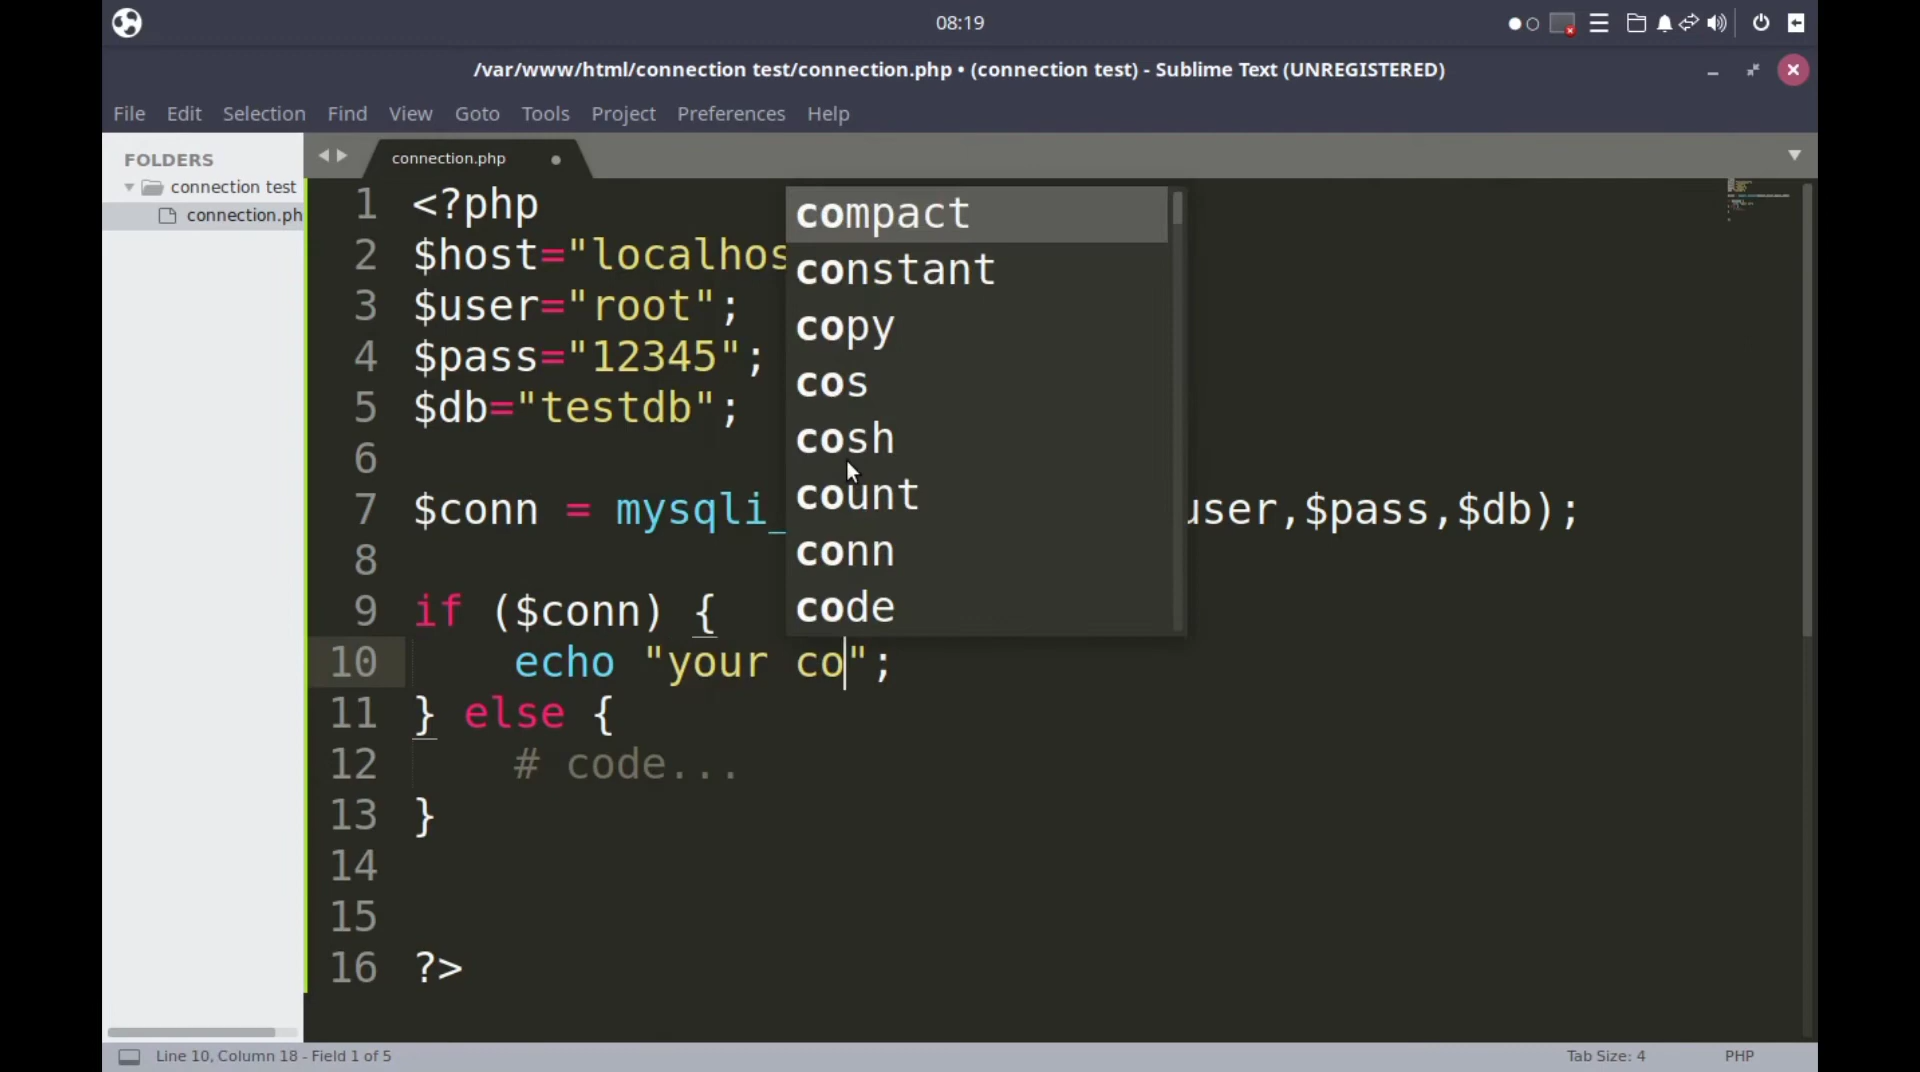 08:19
/var/www/html/connection test/connection.php • (connection test) - Sublime Text (UNREGISTERED)
File Edit Selection Find View Goto Tools Project Preferences Help
FOLDERS
connection test
connection.ph
connection.php
1 <?php
2 $host="localhos
3 $user="root";
4 $pass="12345";
5 $db="testdb";
6
7 $conn = mysqli_ user,$pass,$db);
8
9 if ($conn) {
10 echo "your co";
11 } else {
12 # code...
13 }
14
15
16 ?>
compact
constant
copy
cos
cosh
count
conn
code
Line 10, Column 18 - Field 1 of 5
Tab Size: 4
PHP